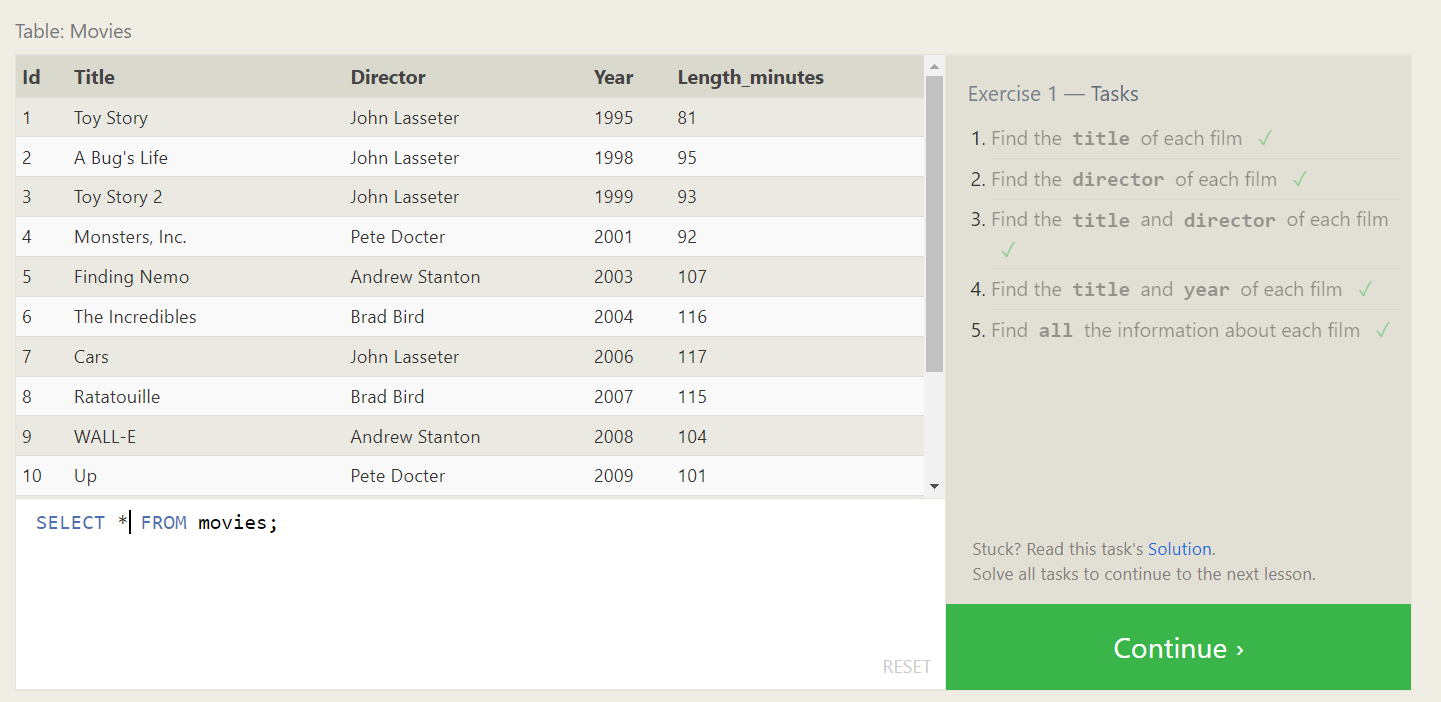 Table: Movies
Id Title Director Year Length_minutes
1 Toy Story John Lasseter 1995 81
2 A Bug's Life John Lasseter 1998 95
3 Toy Story 2 John Lasseter 1999 93
4 Monsters, Inc. Pete Docter 2001 92
5 Finding Nemo Andrew Stanton 2003 107
6 The Incredibles Brad Bird 2004 116
7 Cars John Lasseter 2006 117
8 Ratatouille Brad Bird 2007 115
9 WALL-E Andrew Stanton 2008 104
10 Up Pete Docter 2009 101
SELECT * FROM movies;
RESET
Exercise 1 — Tasks
1. Find the title of each film ✓
2. Find the director of each film ✓
3. Find the title and director of each film
✓
4. Find the title and year of each film ✓
5. Find all the information about each film ✓
Stuck? Read this task's Solution.
Solve all tasks to continue to the next lesson.
Continue ›